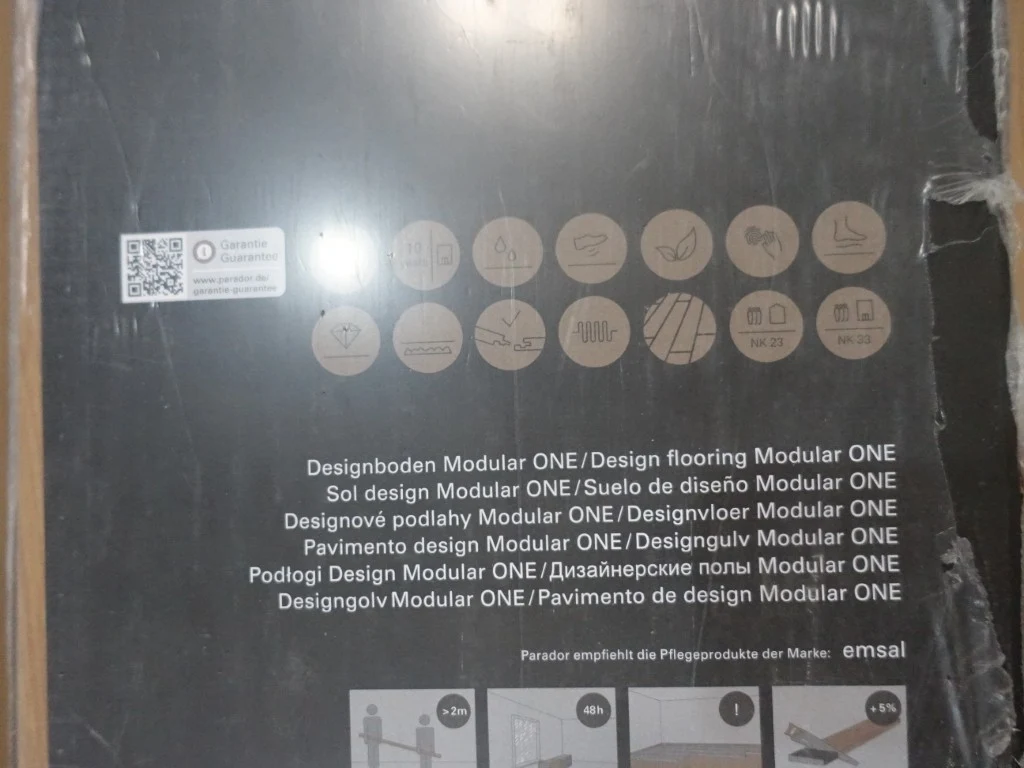 Garantie
Guarantee
www.parador.de/
garantie-guarantee
10
NK 23
NK 33
Designboden Modular ONE/Design flooring Modular ONE
Sol design Modular ONE/Suelo de diseño Modular ONE
Designové podlahy Modular ONE/Designvloer Modular ONE
Pavimento design Modular ONE/Designgulv Modular ONE
Podłogi Design Modular ONE/Дизайнерские полы Modular ONE
Designgolv Modular ONE/Pavimento de design Modular ONE
Parador empfiehlt die Pflegeprodukte der Marke: emsal
>2m
48h
!
+5%